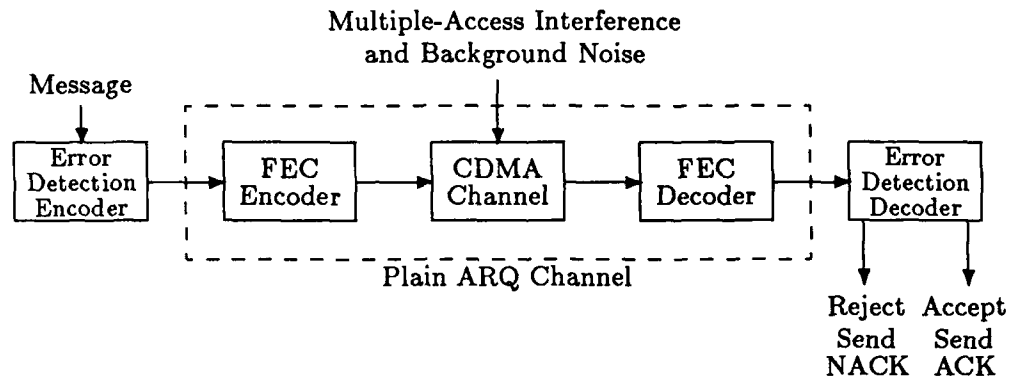 Multiple-Access Interference
and Background Noise
Message
Error
Detection
Encoder
FEC
Encoder
CDMA
Channel
FEC
Decoder
Error
Detection
Decoder
Plain ARQ Channel
Reject
Send
NACK
Accept
Send
ACK